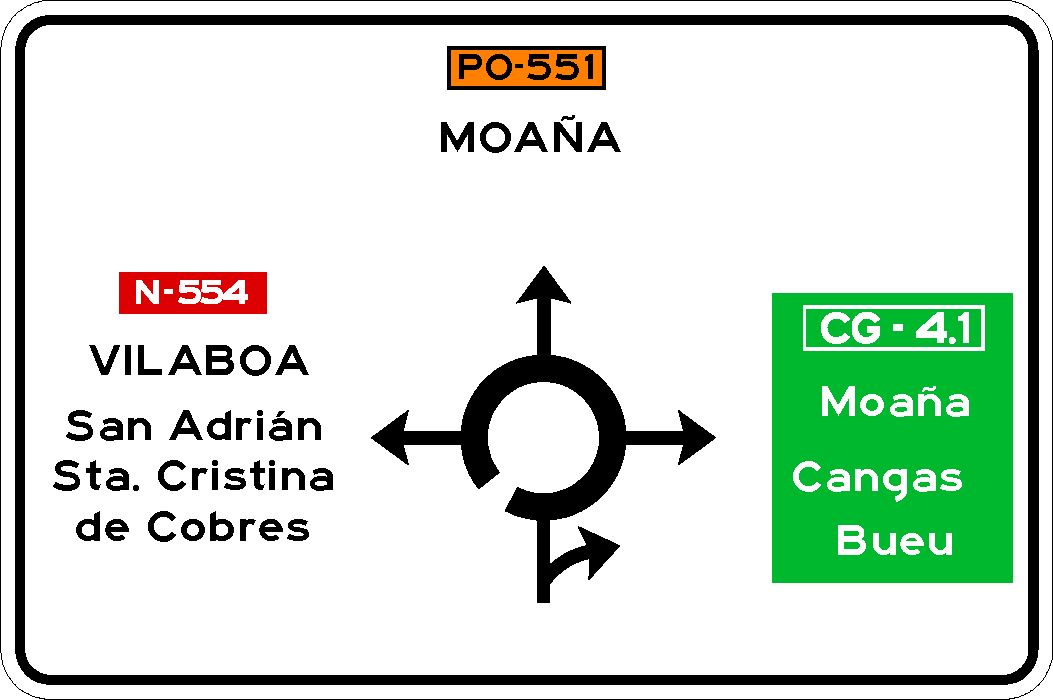 PO-551
MOAÑA
N-554
VILABOA
San Adrián
Sta. Cristina
de Cobres
CG - 4.1
Moaña
Cangas
Bueu